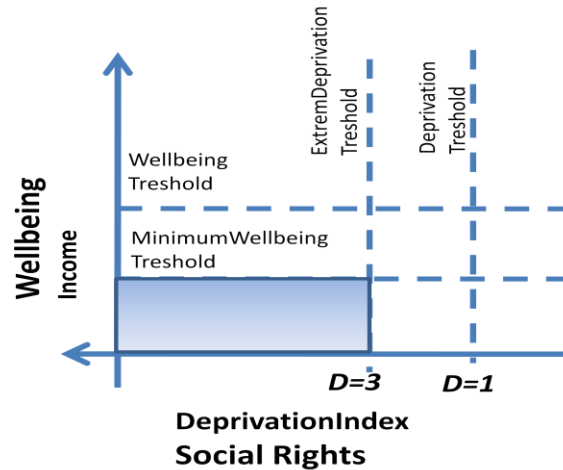 ExtremDeprivation
Treshold
Deprivation
Treshold
Wellbeing
Treshold
MinimumWellbeing
Treshold
Wellbeing
Income
D=3
D=1
DeprivationIndex
Social Rights